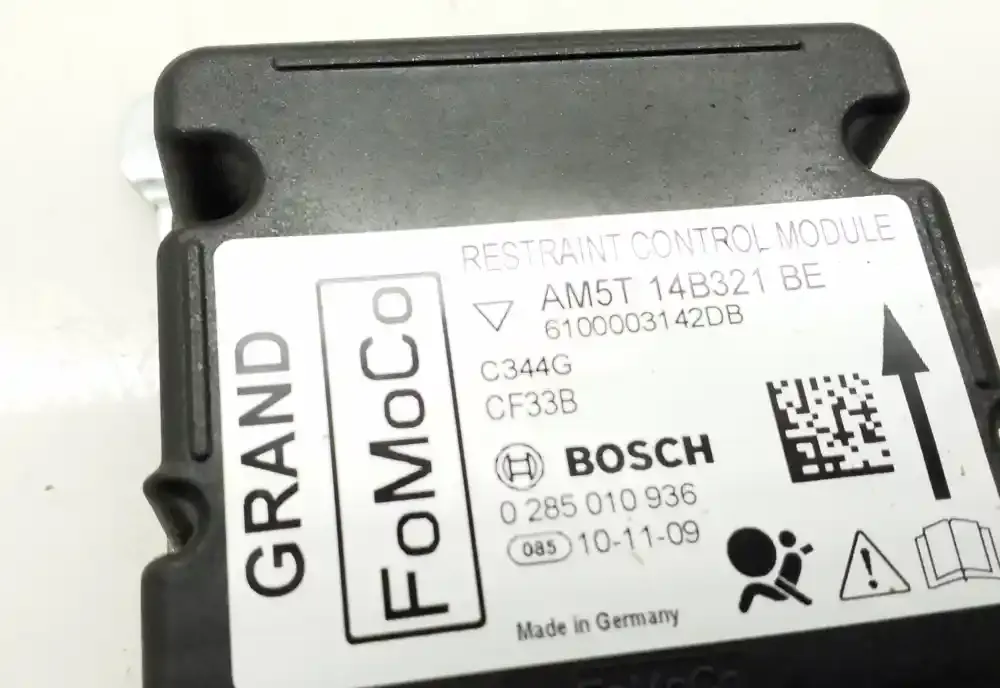 RESTRAINT CONTROL MODULE
AM5T 14B321 BE
6100003142DB
C344G
CF33B
BOSCH
0 285 010 936
085 10-11-09
Made in Germany
GRAND
FoMoCo
FoMoCo